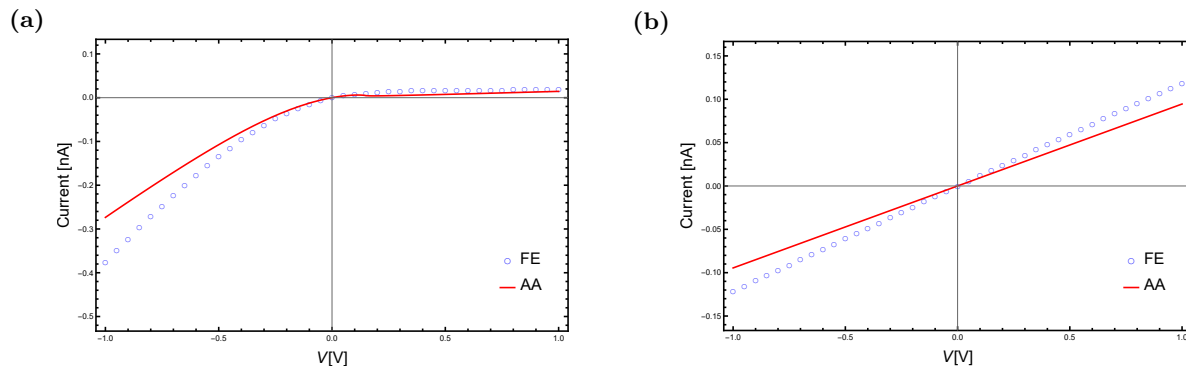 (a)
0.1
0.0
−0.1
−0.2
−0.3
−0.4
−0.5
Current [nA]
FE
AA
−1.0 −0.5 0.0 0.5 1.0
V[V]
(b)
0.15
0.10
0.05
0.00
−0.05
−0.10
−0.15
Current [nA]
FE
AA
−1.0 −0.5 0.0 0.5 1.0
V[V]